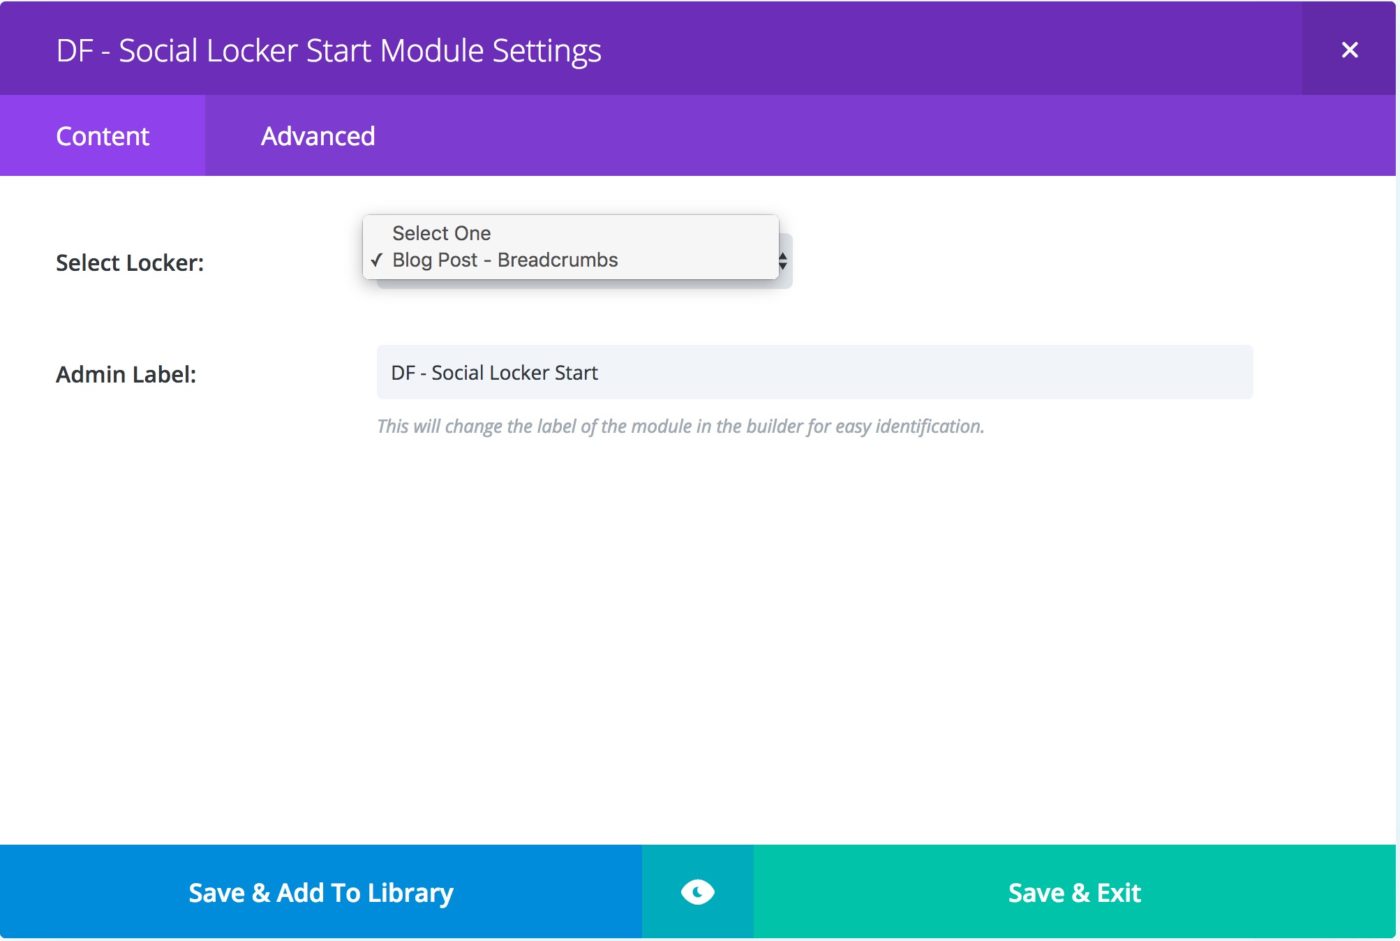 DF - Social Locker Start Module Settings
Content
Advanced
Select Locker:
Select One
✓ Blog Post - Breadcrumbs
Admin Label:
DF - Social Locker Start
This will change the label of the module in the builder for easy identification.
Save & Add To Library
Save & Exit